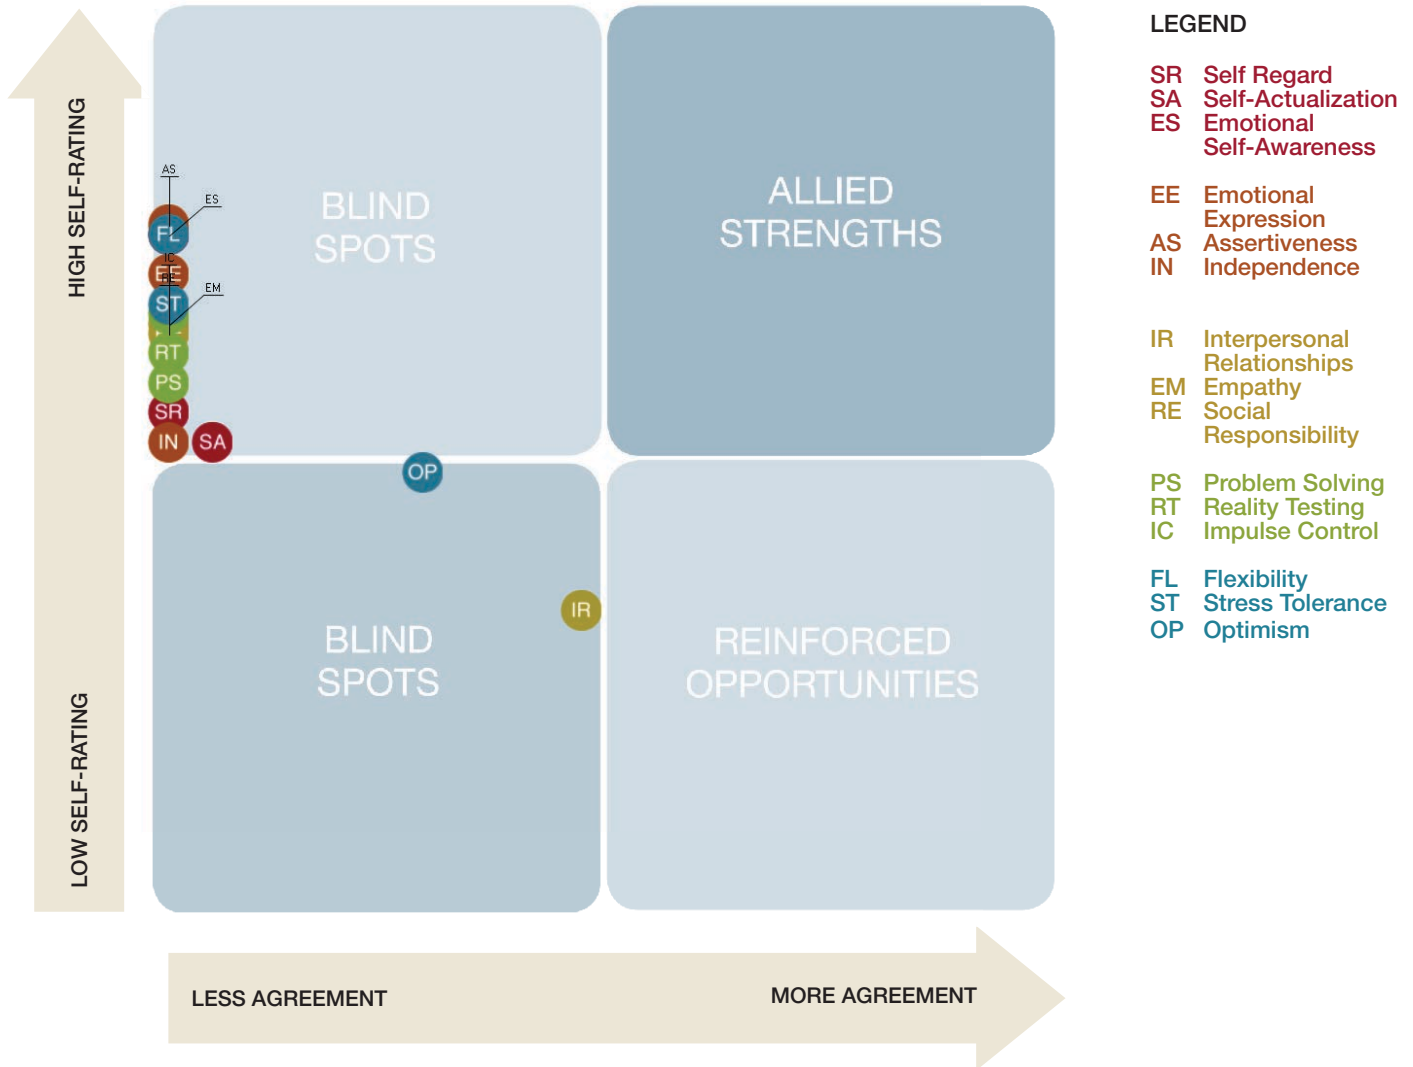 HIGH SELF-RATING
LOW SELF-RATING
BLIND
SPOTS
ALLIED
STRENGTHS
AS
ES
FL
IC
EE
RE
EM
ST
RT
PS
SR
IN
SA
OP
IR
BLIND
SPOTS
REINFORCED
OPPORTUNITIES
LESS AGREEMENT
MORE AGREEMENT
LEGEND
SR Self Regard
SA Self-Actualization
ES Emotional
Self-Awareness
EE Emotional
Expression
AS Assertiveness
IN Independence
IR Interpersonal
Relationships
EM Empathy
RE Social
Responsibility
PS Problem Solving
RT Reality Testing
IC Impulse Control
FL Flexibility
ST Stress Tolerance
OP Optimism